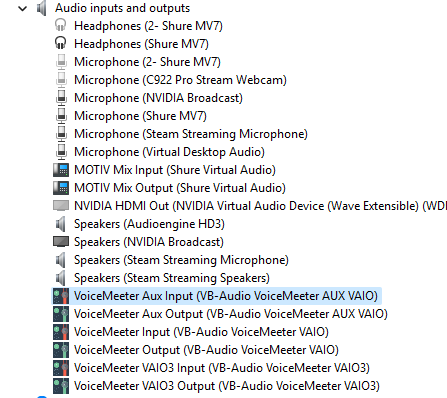 Audio inputs and outputs
Headphones (2- Shure MV7)
Headphones (Shure MV7)
Microphone (2- Shure MV7)
Microphone (C922 Pro Stream Webcam)
Microphone (NVIDIA Broadcast)
Microphone (Shure MV7)
Microphone (Steam Streaming Microphone)
Microphone (Virtual Desktop Audio)
MOTIV Mix Input (Shure Virtual Audio)
MOTIV Mix Output (Shure Virtual Audio)
NVIDIA HDMI Out (NVIDIA Virtual Audio Device (Wave Extensible) (WD
Speakers (Audioengine HD3)
Speakers (NVIDIA Broadcast)
Speakers (Steam Streaming Microphone)
Speakers (Steam Streaming Speakers)
VoiceMeeter Aux Input (VB-Audio VoiceMeeter AUX VAIO)
VoiceMeeter Aux Output (VB-Audio VoiceMeeter AUX VAIO)
VoiceMeeter Input (VB-Audio VoiceMeeter VAIO)
VoiceMeeter Output (VB-Audio VoiceMeeter VAIO)
VoiceMeeter VAIO3 Input (VB-Audio VoiceMeeter VAIO3)
VoiceMeeter VAIO3 Output (VB-Audio VoiceMeeter VAIO3)